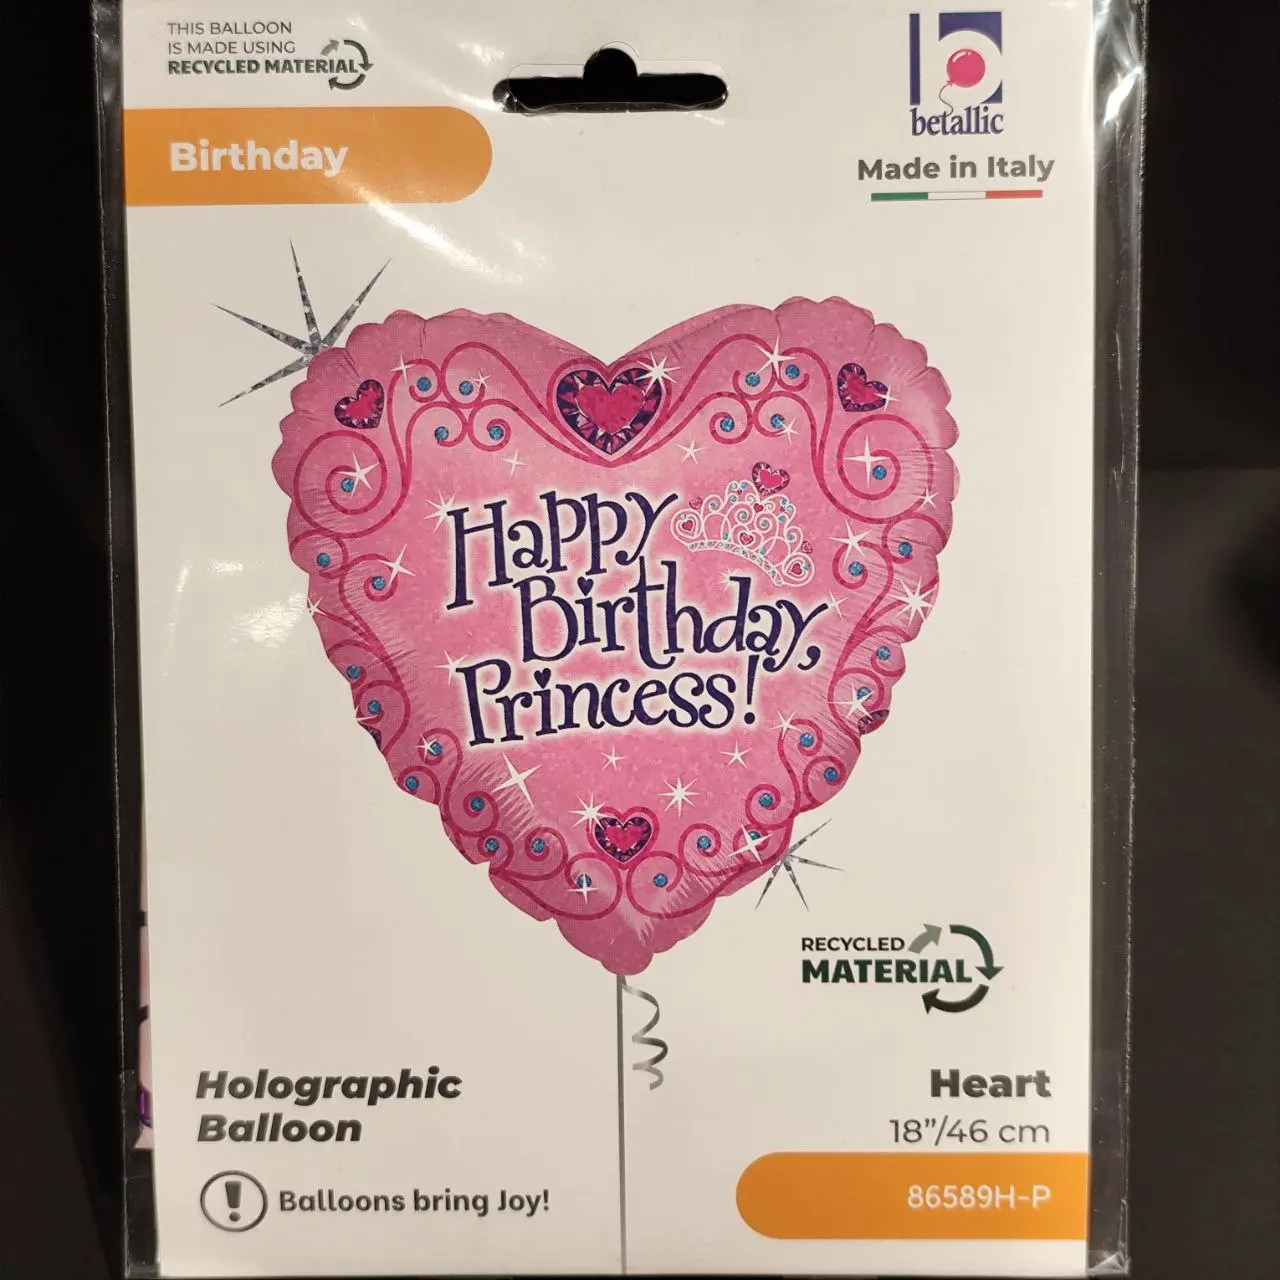 THIS BALLOON
IS MADE USING
RECYCLED MATERIAL
betallic
Birthday
Made in Italy
Happy
Birthday,
Princess!
RECYCLED
MATERIAL
Holographic
Balloon
Heart
18”/46 cm
Balloons bring Joy!
86589H-P